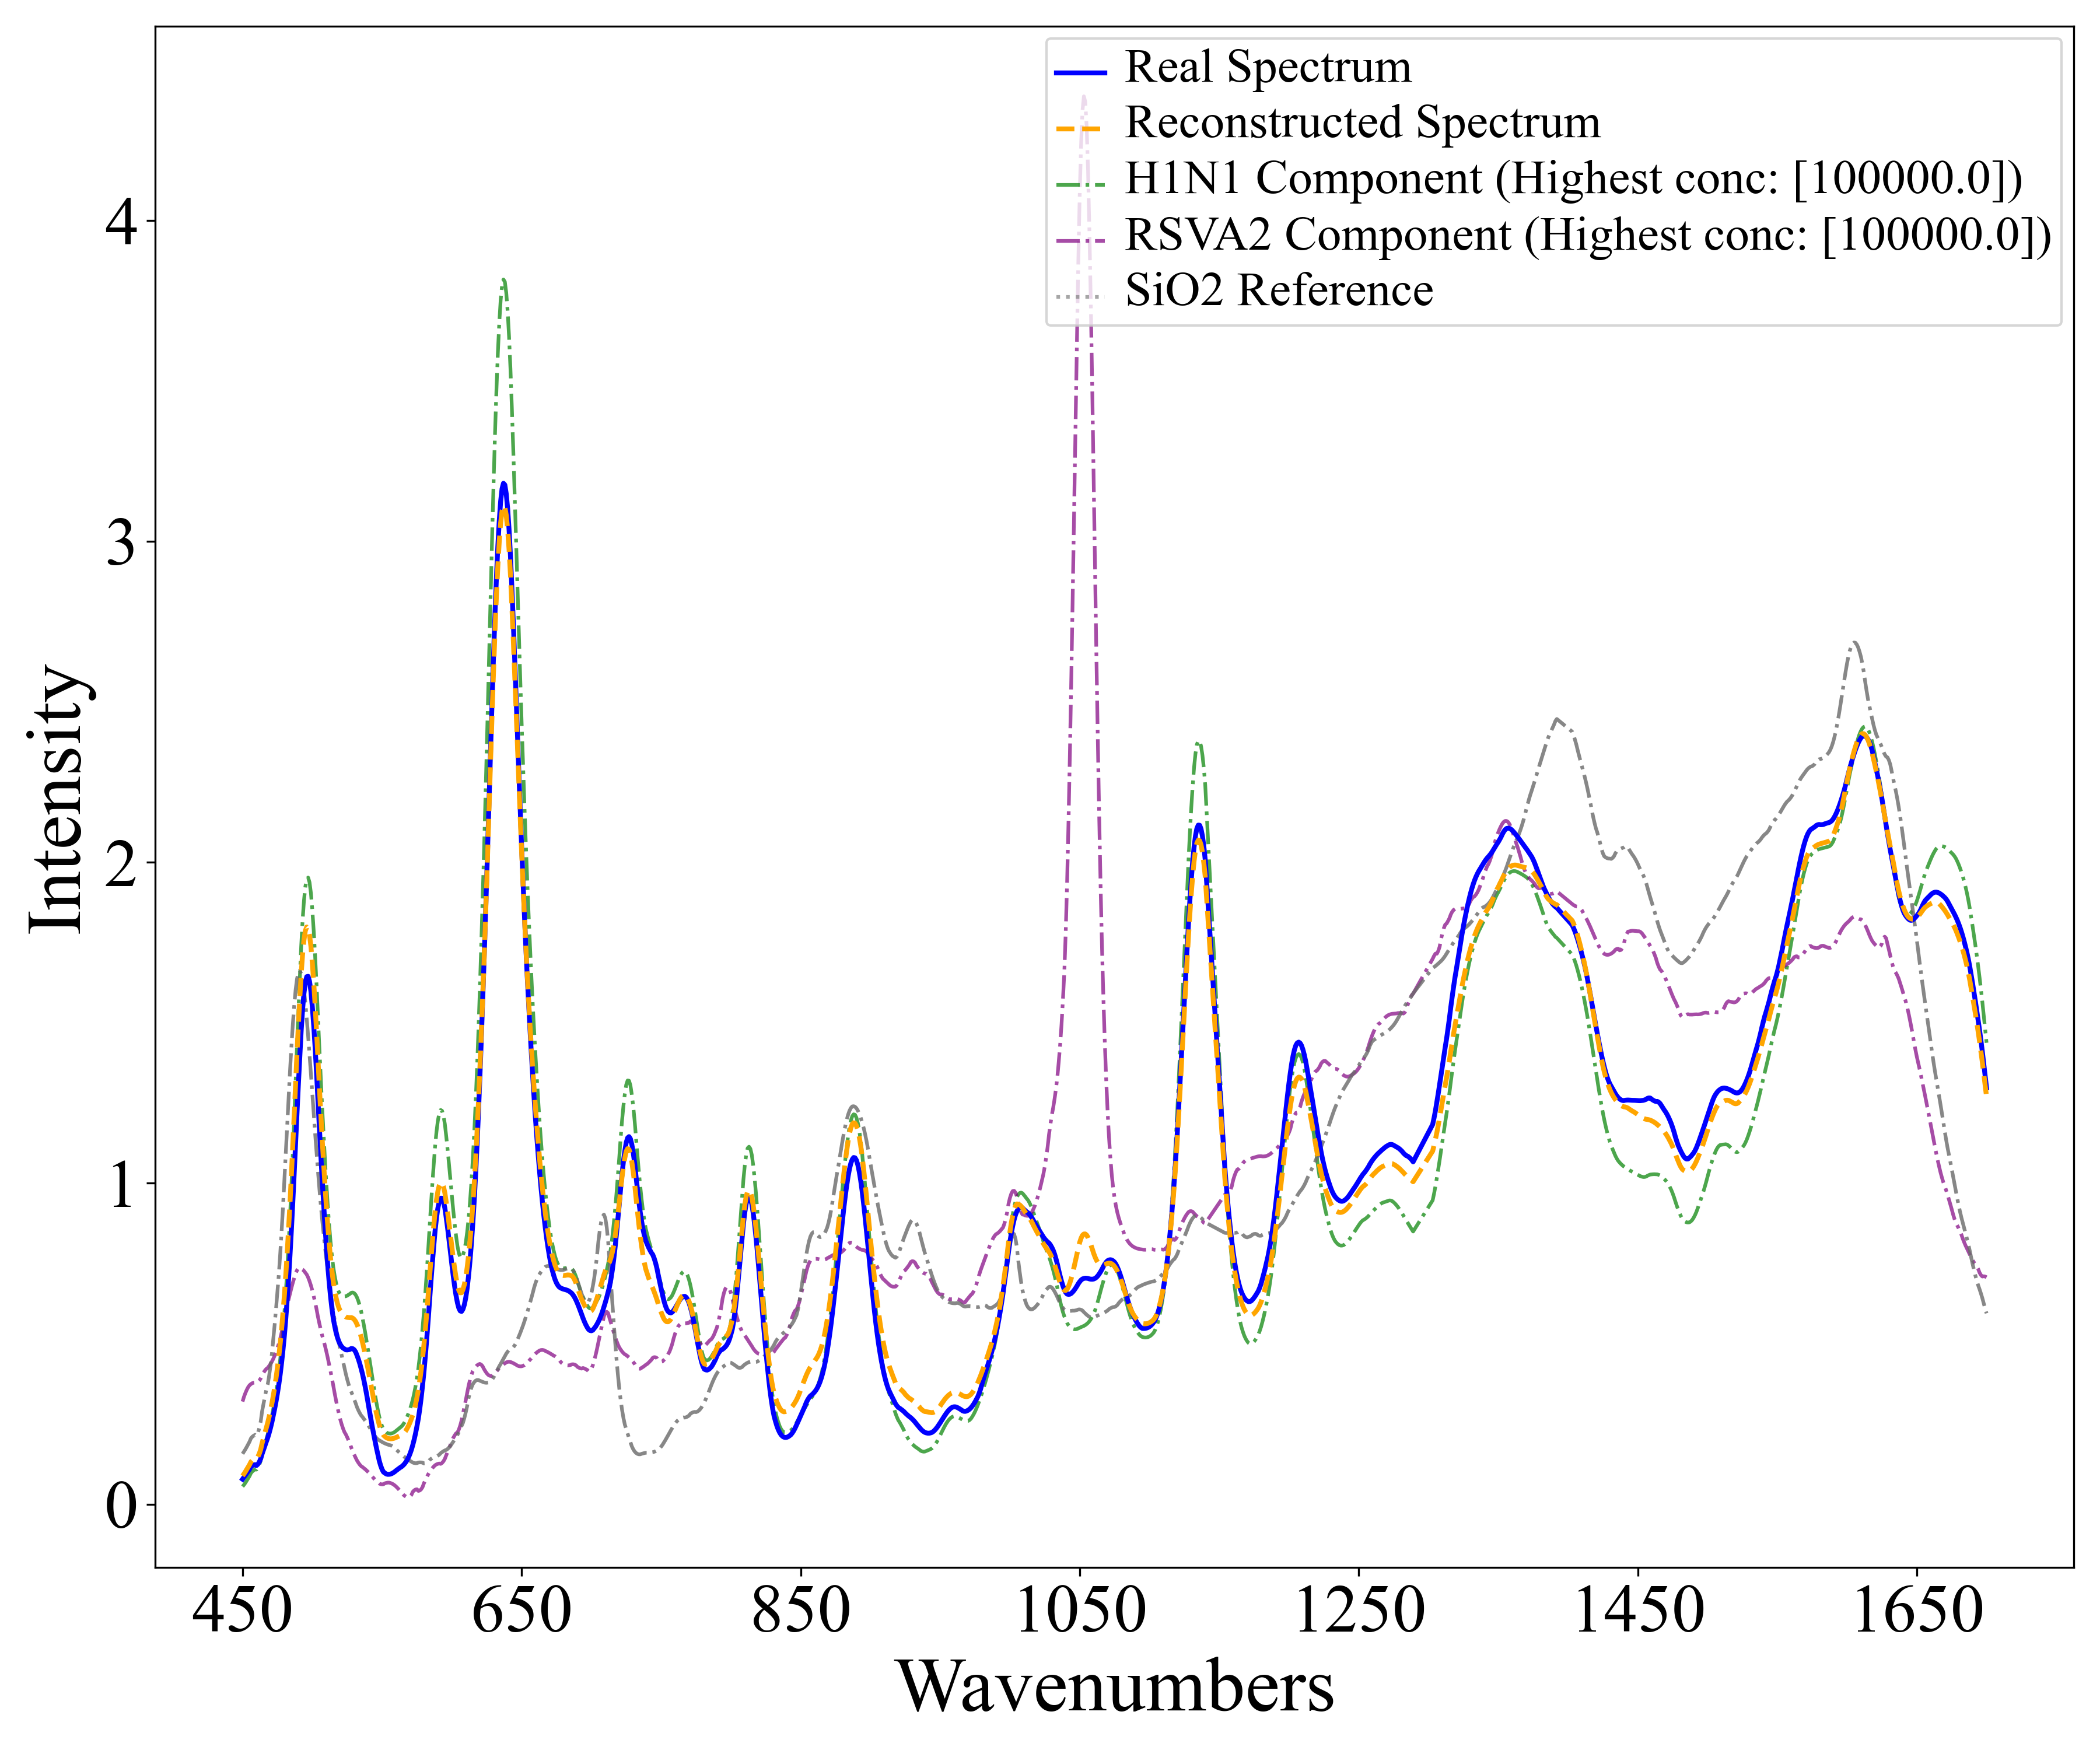 Real Spectrum
Reconstructed Spectrum
H1N1 Component (Highest conc: [100000.0])
RSVA2 Component (Highest conc: [100000.0])
SiO2 Reference
Intensity
4
3
2
1
0
450 650 850 1050 1250 1450 1650
Wavenumbers